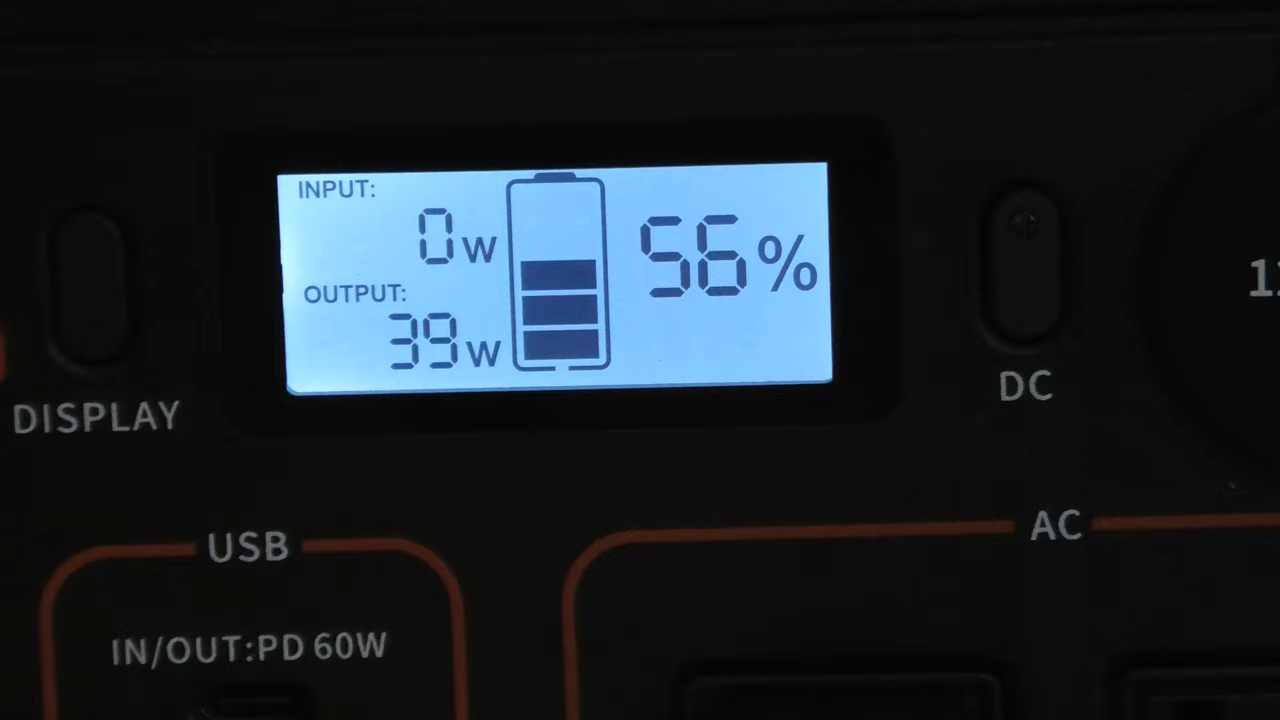 INPUT:
0W
OUTPUT:
39W
56%
DISPLAY
DC
USB
AC
IN/OUT:PD 60W